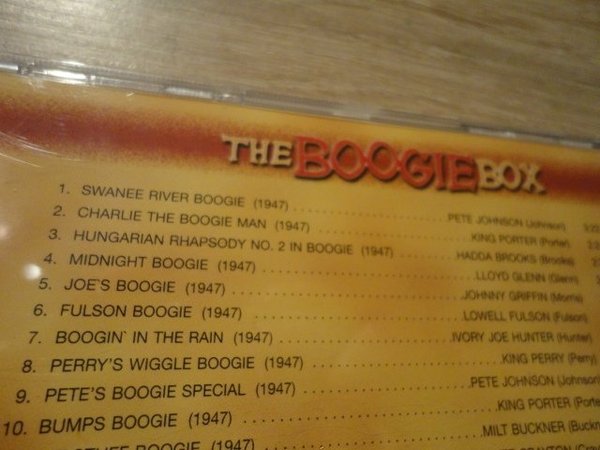 THE BOOGIE BOX
1. SWANEE RIVER BOOGIE (1947) PETE JOHNSON (Johnson)
2. CHARLIE THE BOOGIE MAN (1947) KING PORTER (Porter)
3. HUNGARIAN RHAPSODY NO. 2 IN BOOGIE (1947) HADDA BROOKS (Brooks)
4. MIDNIGHT BOOGIE (1947) LLOYD GLENN (Glenn)
5. JOE'S BOOGIE (1947) JOHNNY GRIFFIN (Morris)
6. FULSON BOOGIE (1947) LOWELL FULSON (Fulson)
7. BOOGIN` IN THE RAIN (1947) IVORY JOE HUNTER (Hunter)
8. PERRY'S WIGGLE BOOGIE (1947) KING PERRY (Perry)
9. PETE'S BOOGIE SPECIAL (1947) PETE JOHNSON (Johnson)
10. BUMPS BOOGIE (1947) KING PORTER (Porte
BOOGIE (1947) MILT BUCKNER (Buckn